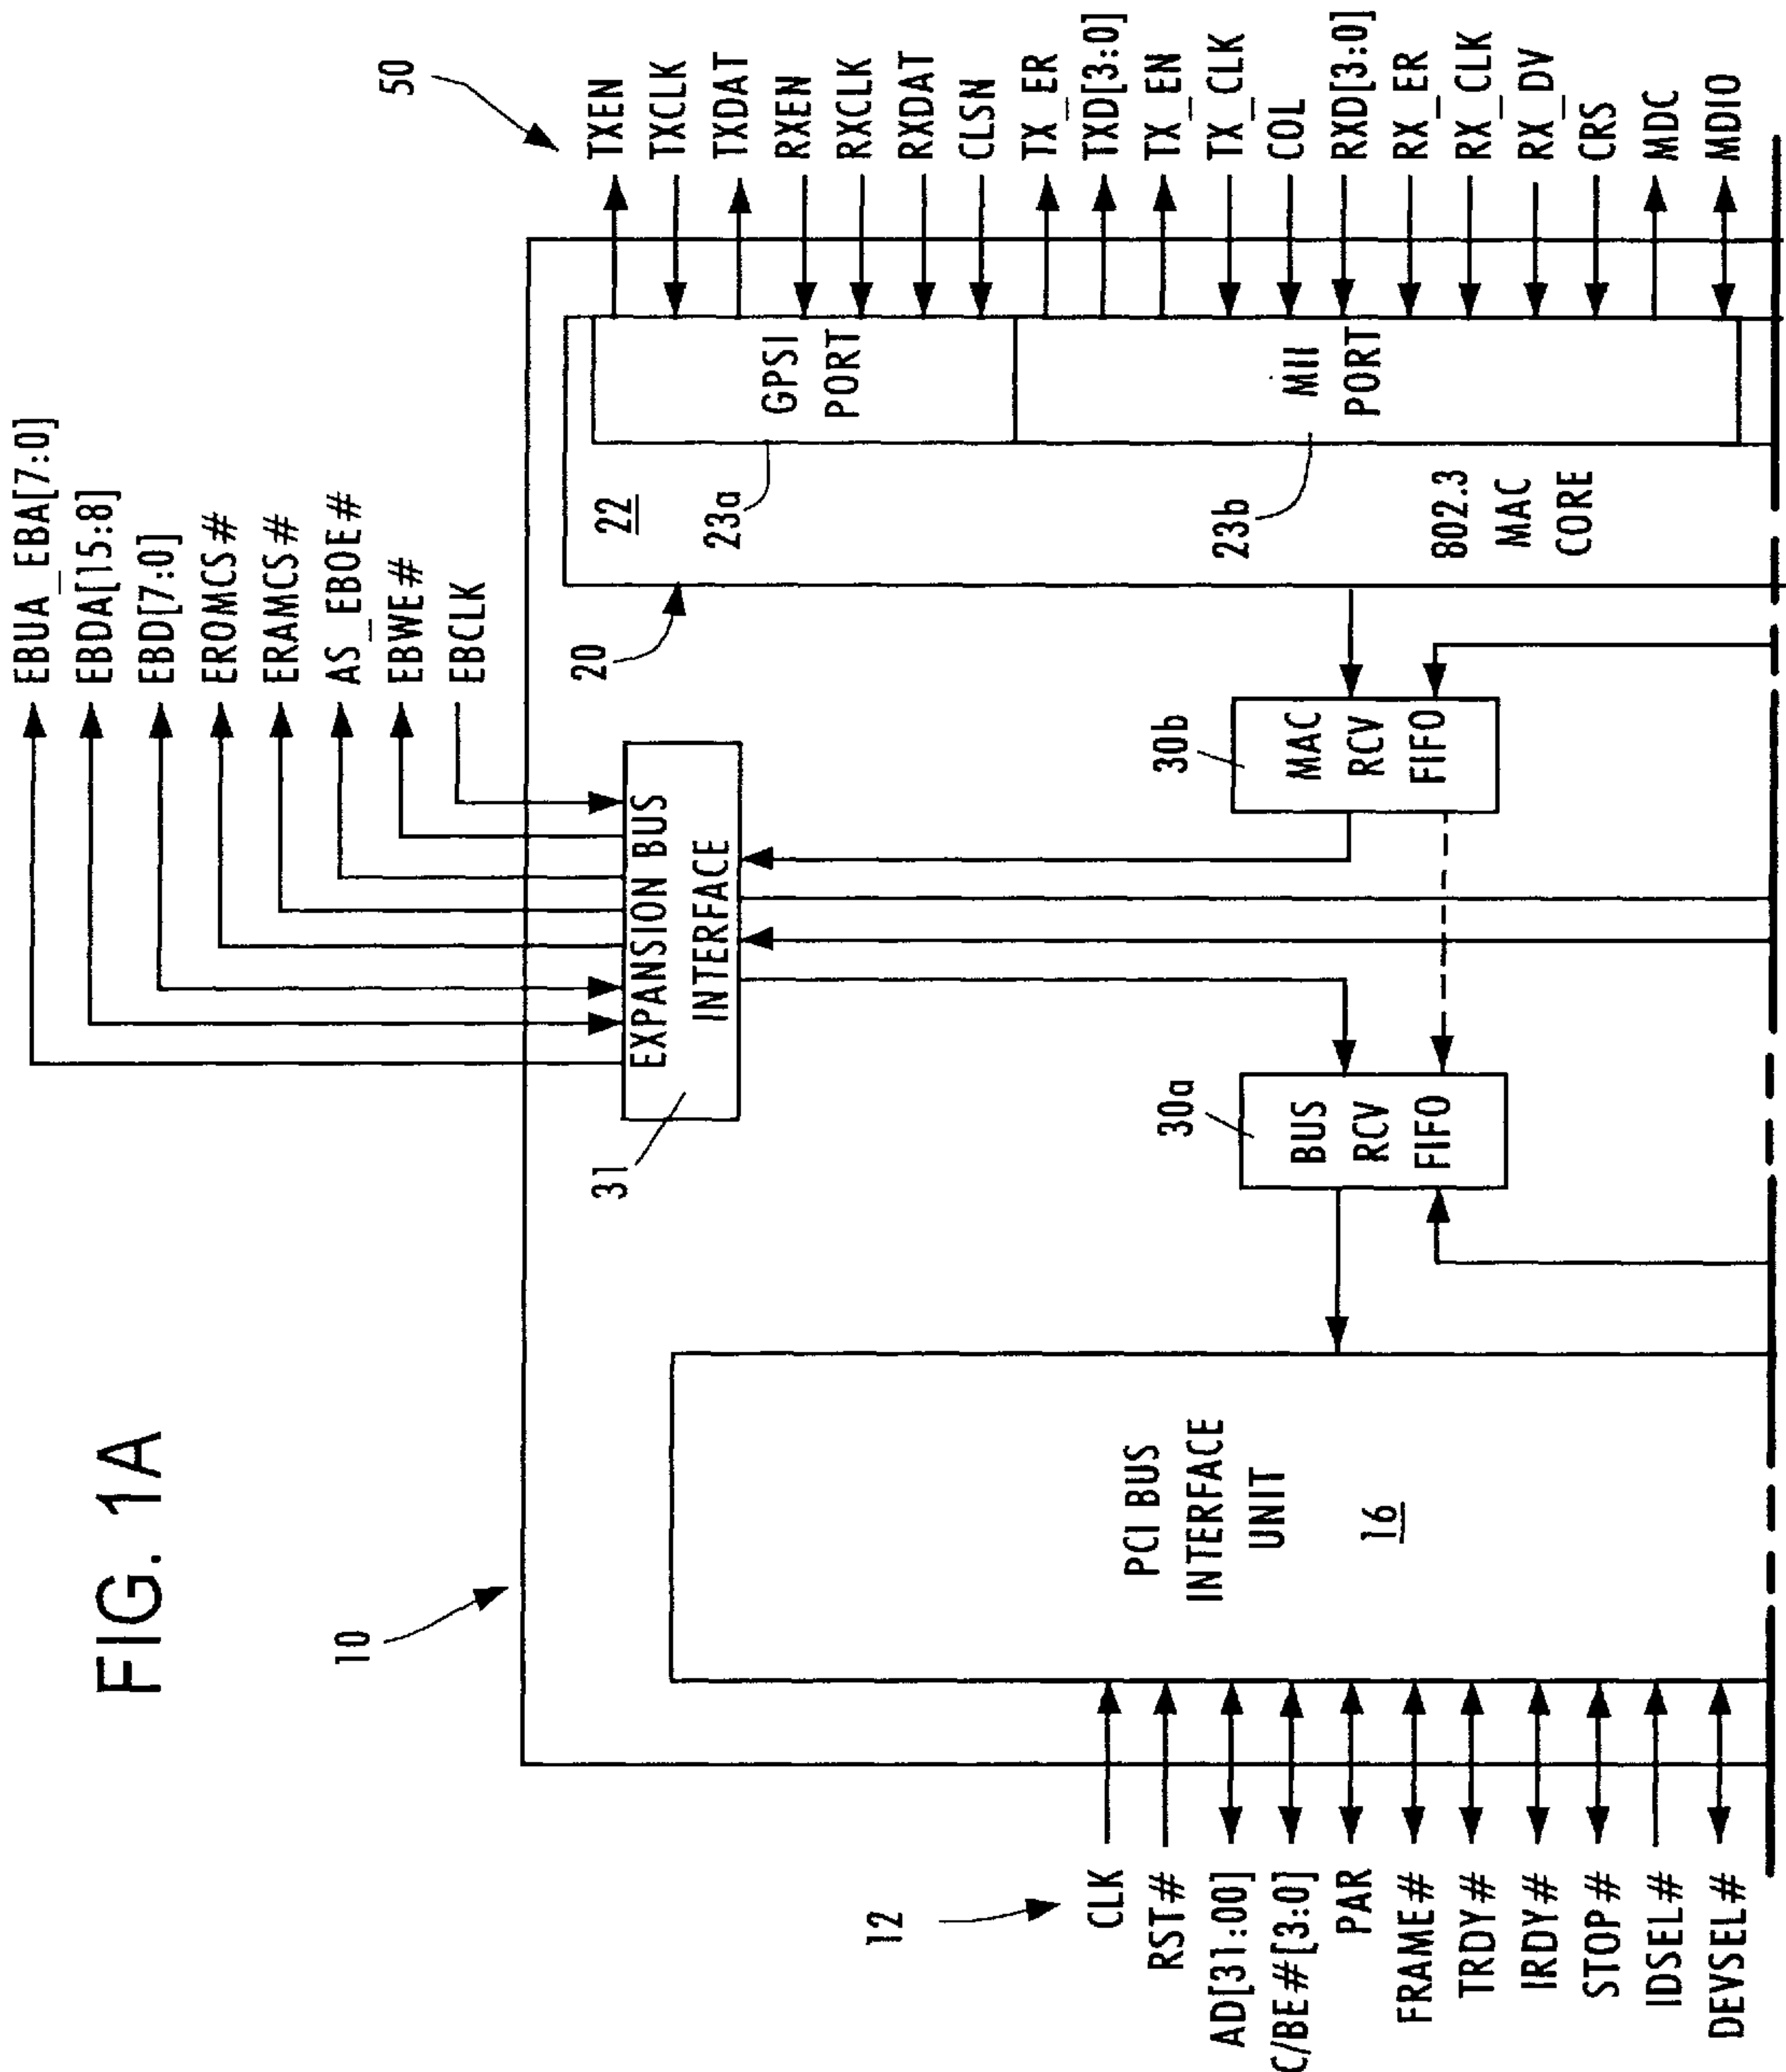 FIG. 1A
10
12
CLK
RST#
AD[31:00]
C/BE#[3:0]
PAR
FRAME#
TRDY#
IRDY#
STOP#
IDSEL#
DEVSEL#
PCI BUS
INTERFACE
UNIT
16
EBUA_EBA[7:0]
EBDA[15:8]
EBD[7:0]
EROMCS#
ERAMCS#
AS_EBOE#
EBWE#
EBCLK
EXPANSION BUS
INTERFACE
31
30a
BUS
RCV
FIFO
30b
MAC
RCV
FIFO
20
22
23a
23b
802.3
MAC
CORE
GPSI
PORT
MII
PORT
50
TXEN
TXCLK
TXDAT
RXEN
RXCLK
RXDAT
CLSN
TX_ER
TXD[3:0]
TX_EN
TX_CLK
COL
RXD[3:0]
RX_ER
RX_CLK
RX_DV
CRS
MDC
MDIO